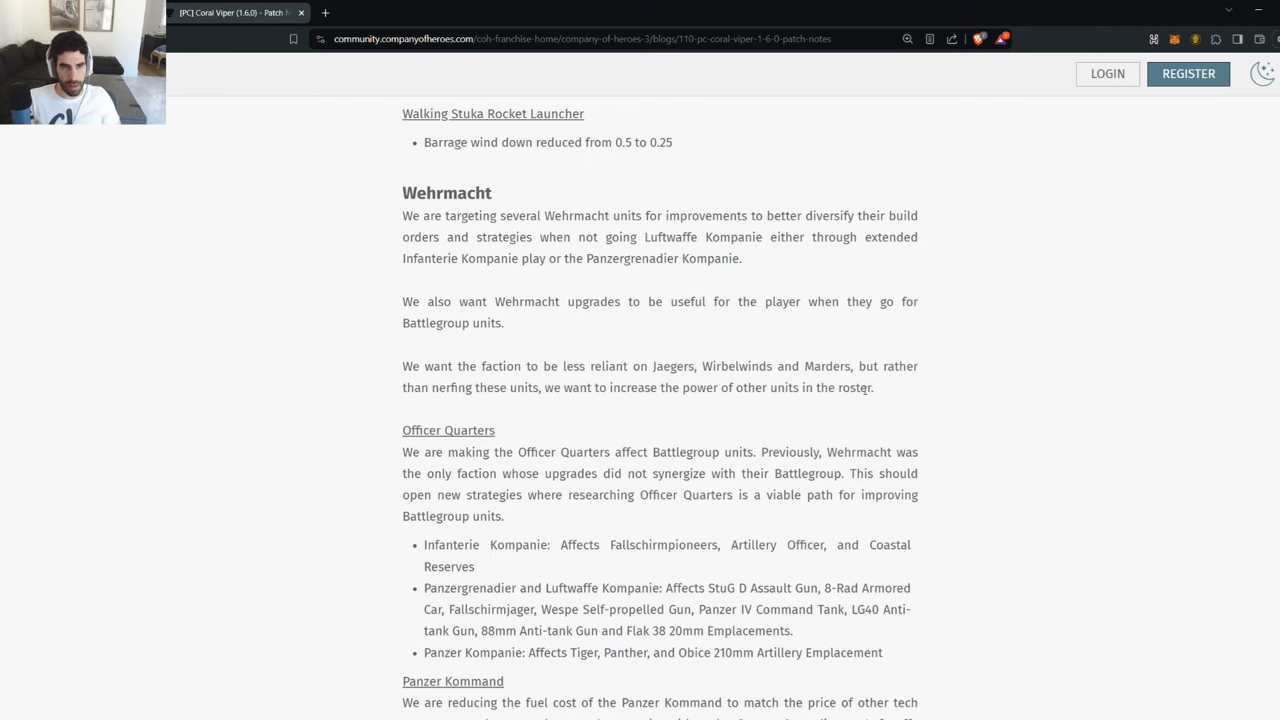 [PC] Coral Viper (1.6.0) - Patch N
community.companyofheroes.com/coh-franchise-home/company-of-heroes-3/blogs/110-pc-coral-viper-1-6-0-patch-notes
LOGIN
REGISTER
Walking Stuka Rocket Launcher
• Barrage wind down reduced from 0.5 to 0.25
Wehrmacht
We are targeting several Wehrmacht units for improvements to better diversify their build
orders and strategies when not going Luftwaffe Kompanie either through extended
Infanterie Kompanie play or the Panzergrenadier Kompanie.
We also want Wehrmacht upgrades to be useful for the player when they go for
Battlegroup units.
We want the faction to be less reliant on Jaegers, Wirbelwinds and Marders, but rather
than nerfing these units, we want to increase the power of other units in the roster.
Officer Quarters
We are making the Officer Quarters affect Battlegroup units. Previously, Wehrmacht was
the only faction whose upgrades did not synergize with their Battlegroup. This should
open new strategies where researching Officer Quarters is a viable path for improving
Battlegroup units.
• Infanterie Kompanie: Affects Fallschirmpioneers, Artillery Officer, and Coastal
Reserves
• Panzergrenadier and Luftwaffe Kompanie: Affects StuG D Assault Gun, 8-Rad Armored
Car, Fallschirmjager, Wespe Self-propelled Gun, Panzer IV Command Tank, LG40 Anti-
tank Gun, 88mm Anti-tank Gun and Flak 38 20mm Emplacements.
• Panzer Kompanie: Affects Tiger, Panther, and Obice 210mm Artillery Emplacement
Panzer Kommand
We are reducing the fuel cost of the Panzer Kommand to match the price of other tech